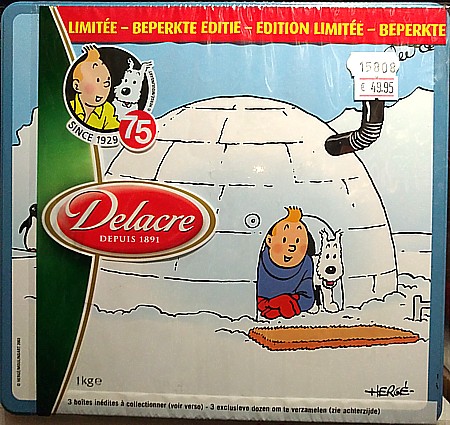 LIMITÉE – BEPERKTE EDITIE – EDITION LIMITÉE – BEPERKTE
15808
€ 49.95
SINCE 1929
75
Delacre
DEPUIS 1891
1kg e
HERGÉ
3 boîtes inédites à collectionner (voir verso) - 3 exclusieve dozen om te verzamelen (zie achterzijde)